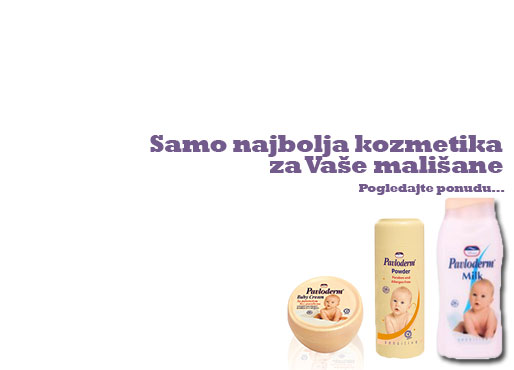 Samo najbolja kozmetika
za Vaše mališane
Pogledajte ponudu...
Pavloderm
Baby Cream
Pavloderm
Powder
Pavloderm
Milk